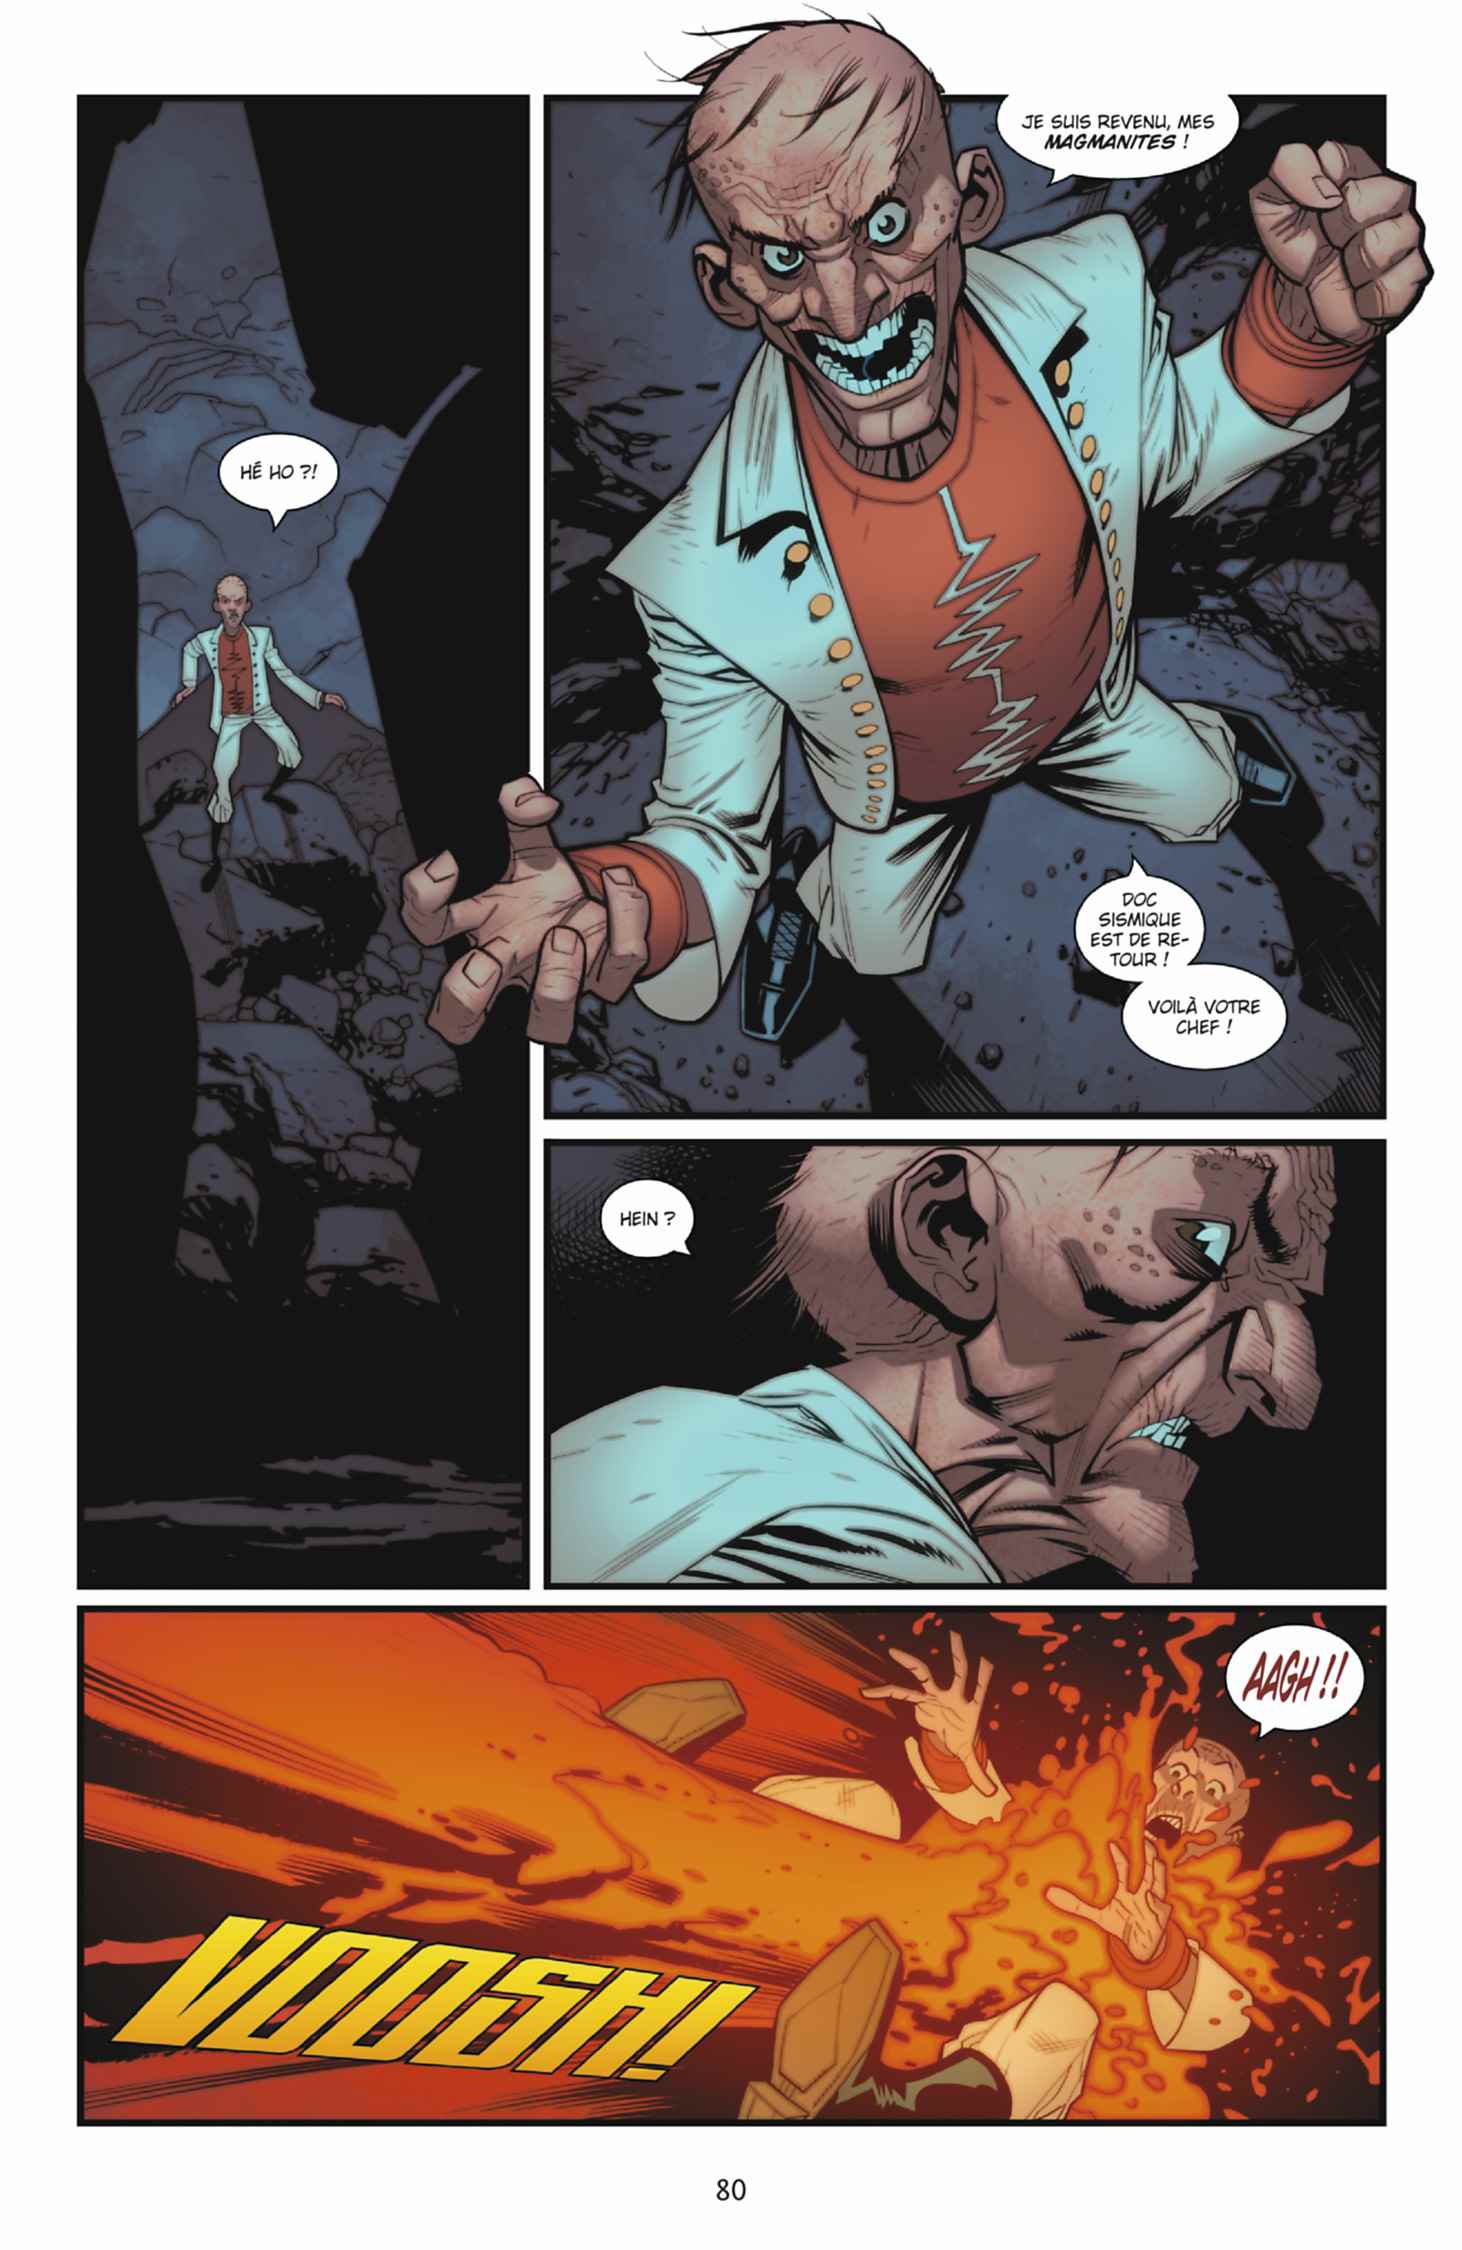 HÉ HO ?!
JE SUIS REVENU, MES
MAGMANITES !
DOC
SISMIQUE
EST DE RE-
TOUR !
VOILÀ VOTRE
CHEF !
HEIN ?
AAGH !!
VOOSH!
80